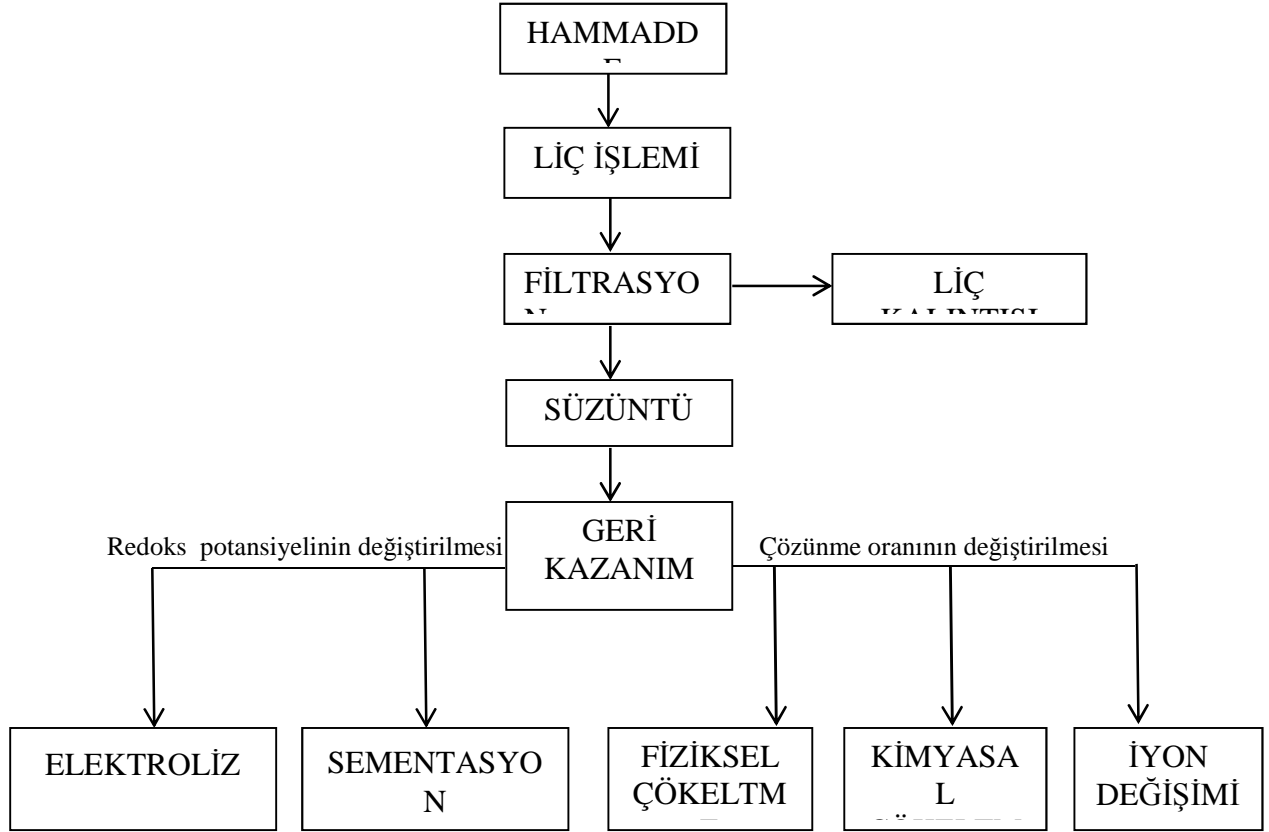 HAMMADD
LİÇ İŞLEMİ
FİLTRASYO
N
LİÇ
KALINTISI
SÜZÜNTÜ
GERİ
KAZANIM
Redoks potansiyelinin değiştirilmesi
Çözünme oranının değiştirilmesi
ELEKTROLİZ
SEMENTASYO
N
FİZİKSEL
ÇÖKELTM
KİMYASA
L
İYON
DEĞİŞİMİ